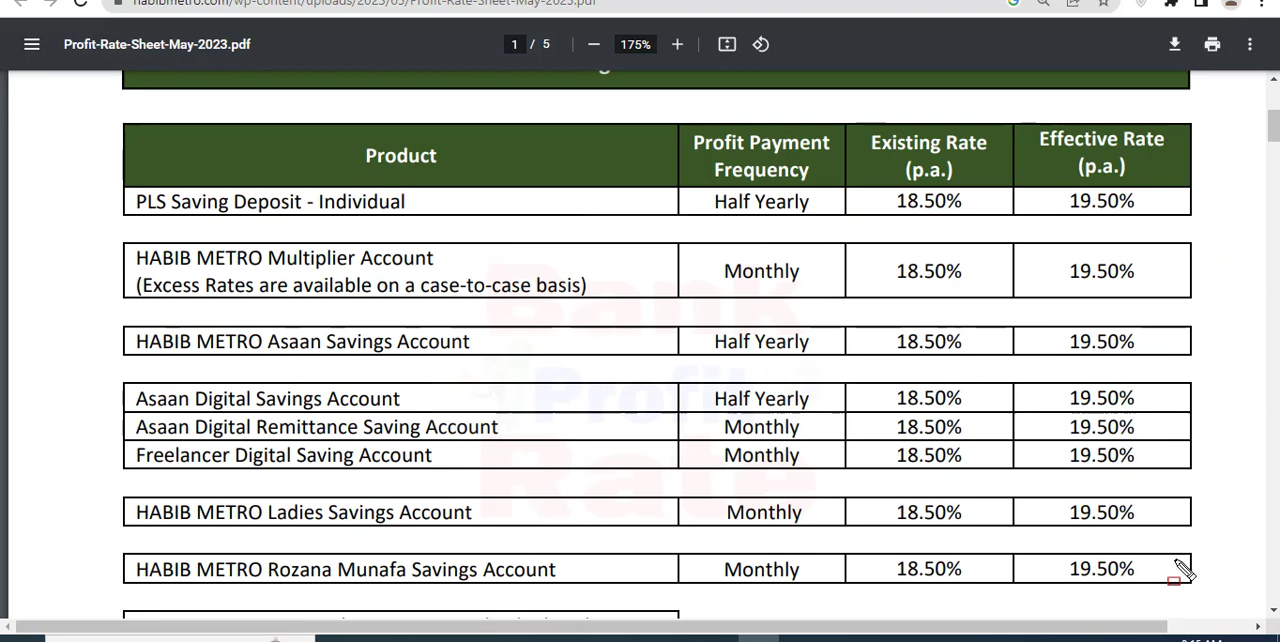 habibmetro.com/wp-content/uploads/2023/05/Profit-Rate-Sheet-May-2023.pdf
Profit-Rate-Sheet-May-2023.pdf
1 / 5
175%
Product
Profit Payment Frequency
Existing Rate (p.a.)
Effective Rate (p.a.)
PLS Saving Deposit - Individual Half Yearly 18.50% 19.50%
HABIB METRO Multiplier Account
(Excess Rates are available on a case-to-case basis) Monthly 18.50% 19.50%
HABIB METRO Asaan Savings Account Half Yearly 18.50% 19.50%
Asaan Digital Savings Account Half Yearly 18.50% 19.50%
Asaan Digital Remittance Saving Account Monthly 18.50% 19.50%
Freelancer Digital Saving Account Monthly 18.50% 19.50%
HABIB METRO Ladies Savings Account Monthly 18.50% 19.50%
HABIB METRO Rozana Munafa Savings Account Monthly 18.50% 19.50%
Bank
Profit
Rate